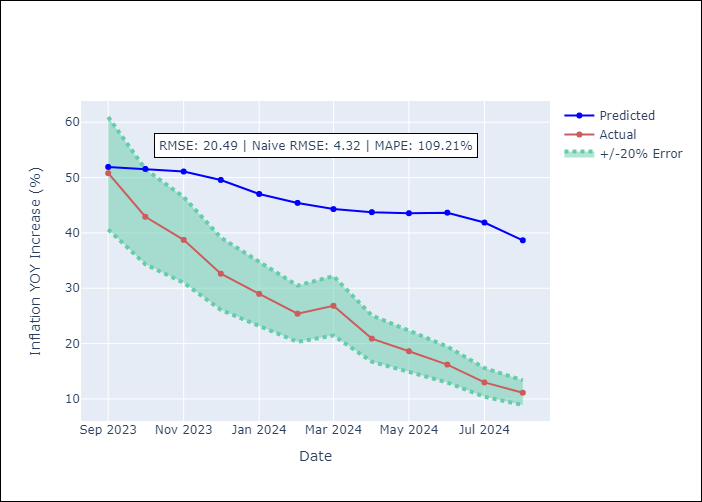 Predicted
Actual
+/-20% Error
RMSE: 20.49 | Naive RMSE: 4.32 | MAPE: 109.21%
Inflation YOY Increase (%)
60
50
40
30
20
10
Sep 2023
Nov 2023
Jan 2024
Mar 2024
May 2024
Jul 2024
Date